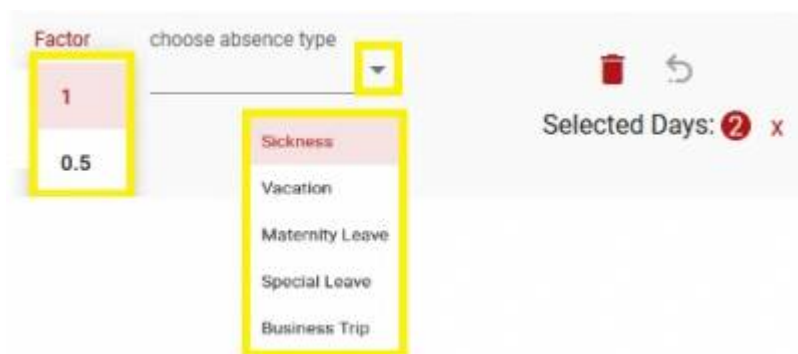 Factor
choose absence type
1
0.5
Sickness
Vacation
Maternity Leave
Special Leave
Business Trip
Selected Days: 2 x